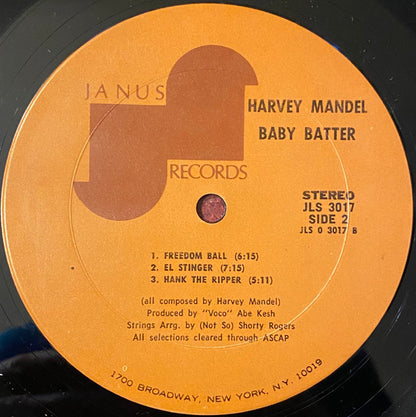 JANUS
RECORDS
HARVEY MANDEL
BABY BATTER
STEREO
JLS 3017
SIDE 2
JLS 0 3017 B
1. FREEDOM BALL (6:15)
2. EL STINGER (7:15)
3. HANK THE RIPPER (5:11)
(all composed by Harvey Mandel)
Produced by "Voco" Abe Kesh
Strings Arrg. by (Not So) Shorty Rogers
All selections cleared through ASCAP
1700 BROADWAY, NEW YORK, N.Y. 10019